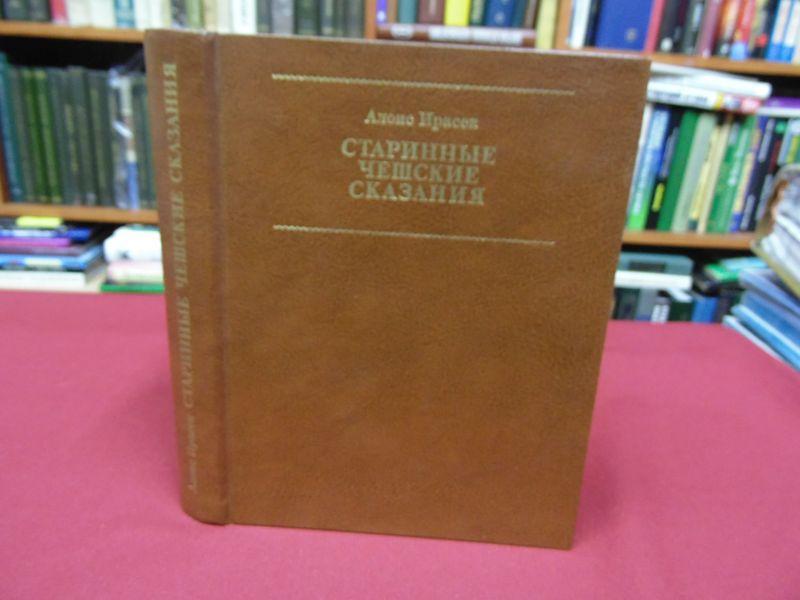 Алоис Ирасек
СТАРИННЫЕ
ЧЕШСКИЕ
СКАЗАНИЯ
Алоис Ирасек СТАРИННЫЕ ЧЕШСКИЕ СКАЗАНИЯ